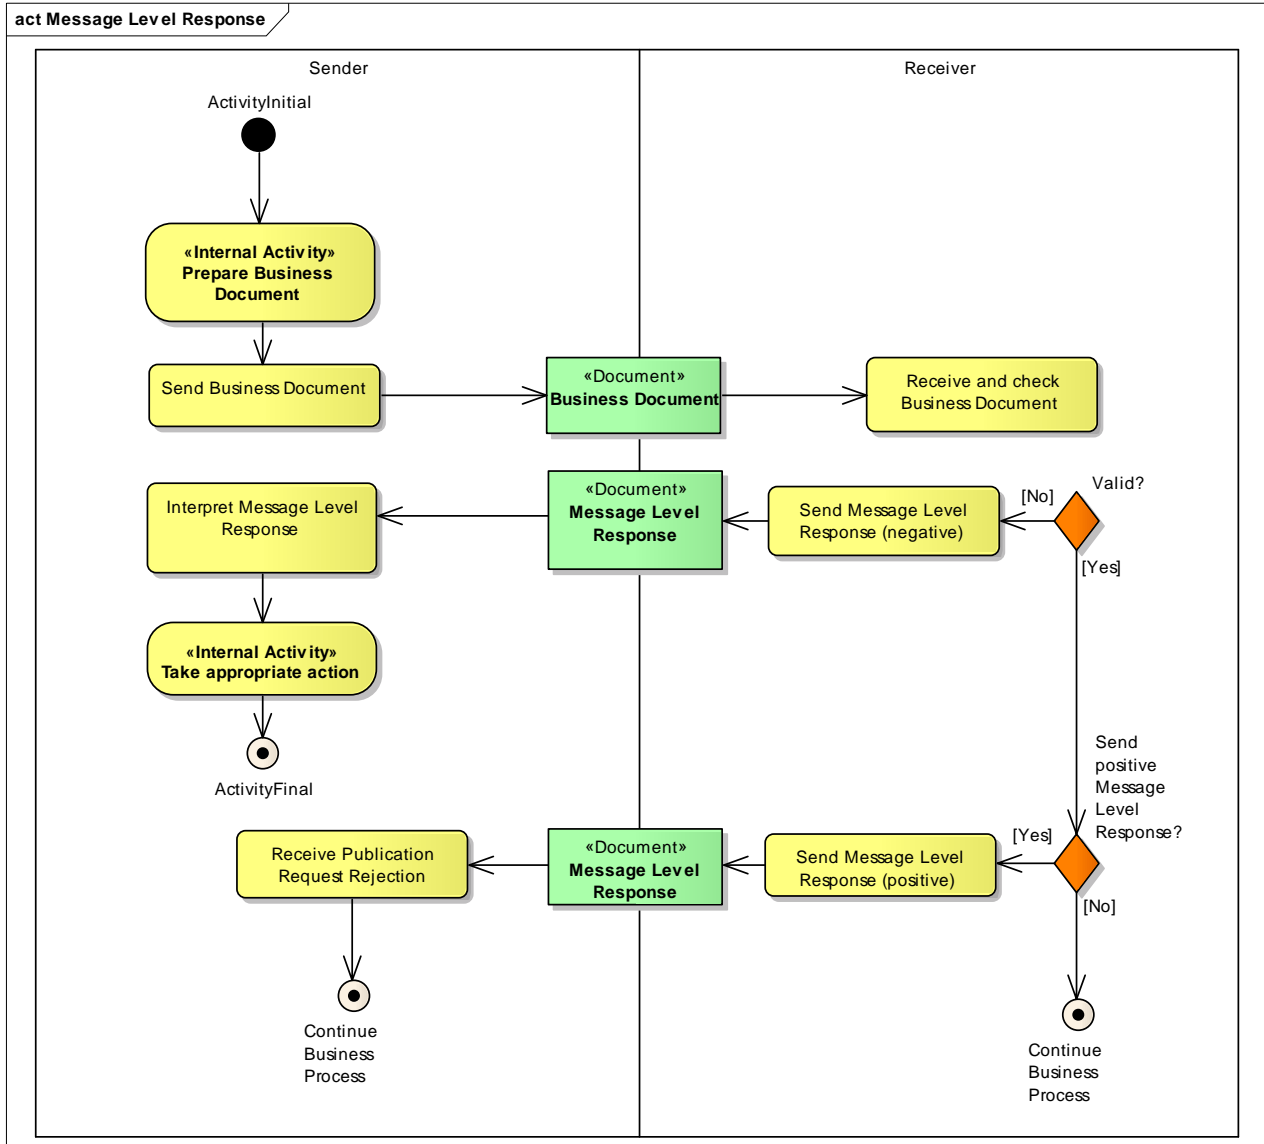 act Message Level Response
Sender
Receiver
ActivityInitial
«Internal Activity»
Prepare Business
Document
Send Business Document
«Document»
Business Document
Receive and check
Business Document
Interpret Message Level
Response
«Document»
Message Level
Response
Send Message Level
Response (negative)
[No]
Valid?
[Yes]
«Internal Activity»
Take appropriate action
ActivityFinal
Send
positive
Message
Level
Response?
Receive Publication
Request Rejection
«Document»
Message Level
Response
Send Message Level
Response (positive)
[Yes]
[No]
Continue
Business
Process
Continue
Business
Process